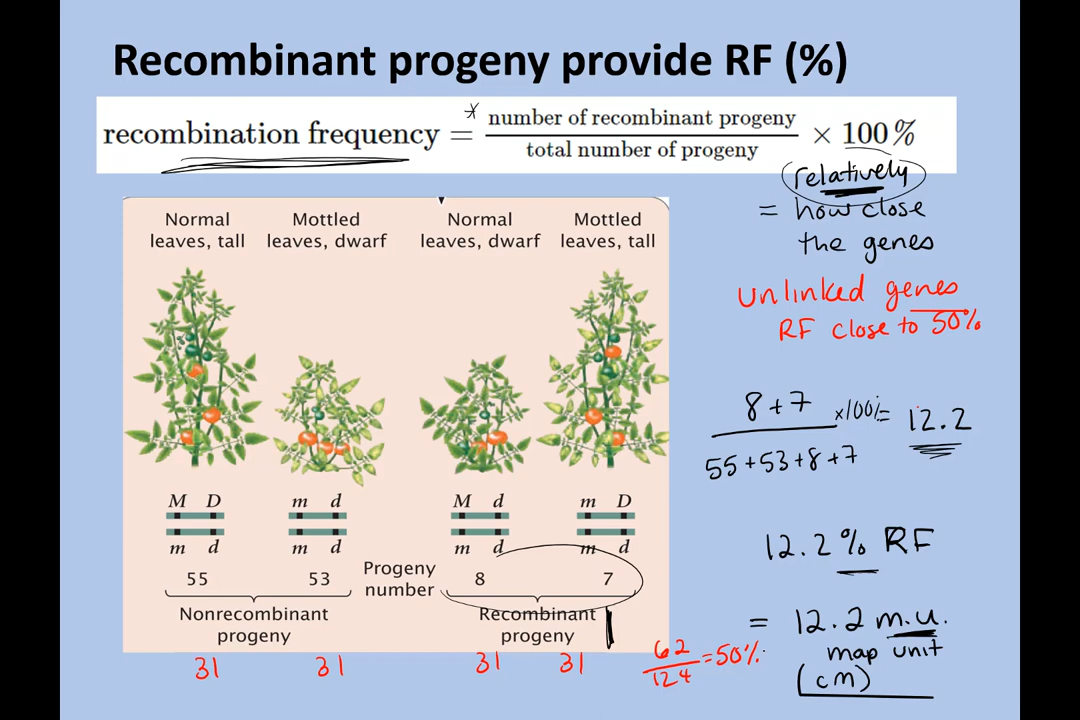 Recombinant progeny provide RF (%)
recombination frequency = * number of recombinant progeny / total number of progeny × 100%
relatively
= how close
the genes
unlinked genes
RF close to 50%
Normal leaves, tall
Mottled leaves, dwarf
Normal leaves, dwarf
Mottled leaves, tall
8+7 / 55+53+8+7 x100%= 12.2
M D m d M d m D
m d m d m d m d
55 53 Progeny number 8 7
Nonrecombinant progeny
Recombinant progeny
31 31 31 31
62/124 = 50%
12.2% RF
= 12.2 m.u.
map unit
(cm)